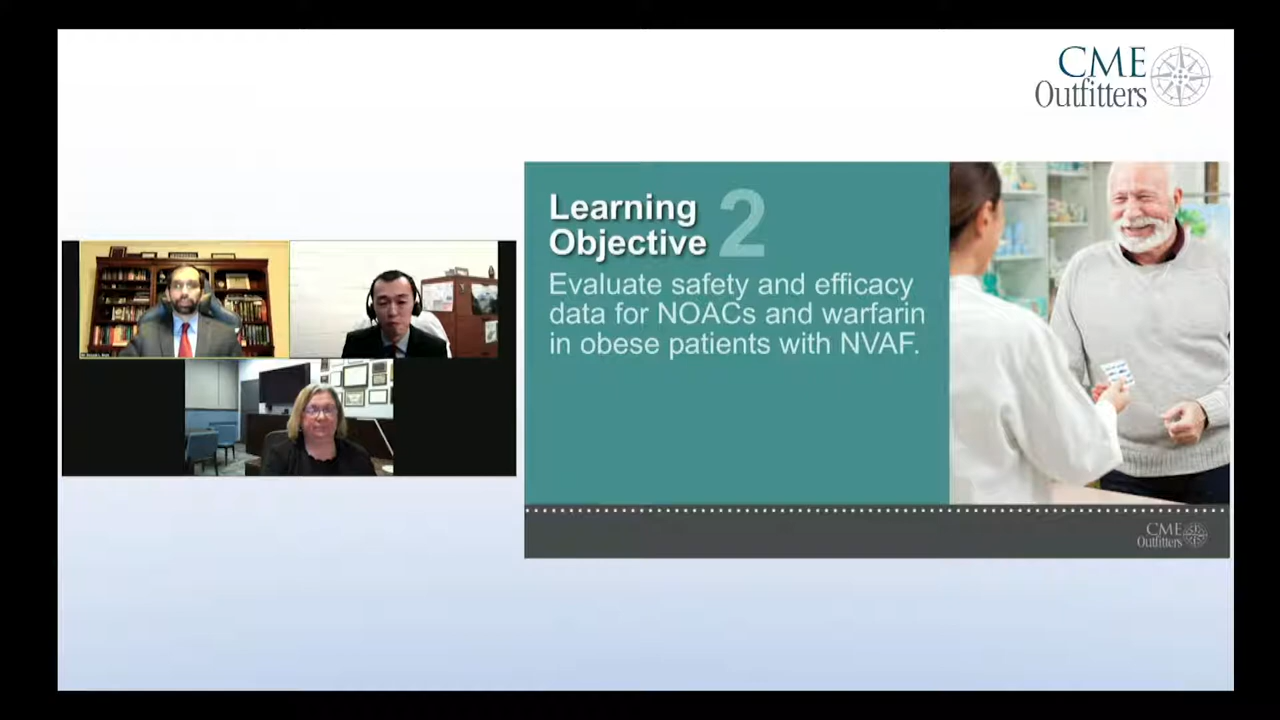 CME
Outfitters
Learning
Objective 2
Evaluate safety and efficacy
data for NOACs and warfarin
in obese patients with NVAF.
CME
Outfitters